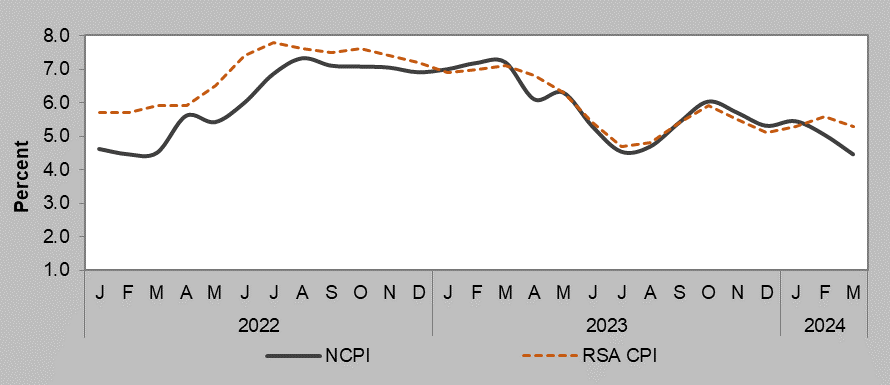 Percent
8.0
7.0
6.0
5.0
4.0
3.0
2.0
1.0
J F M A M J J A S O N D J F M A M J J A S O N D J F M
2022 2023 2024
NCPI RSA CPI